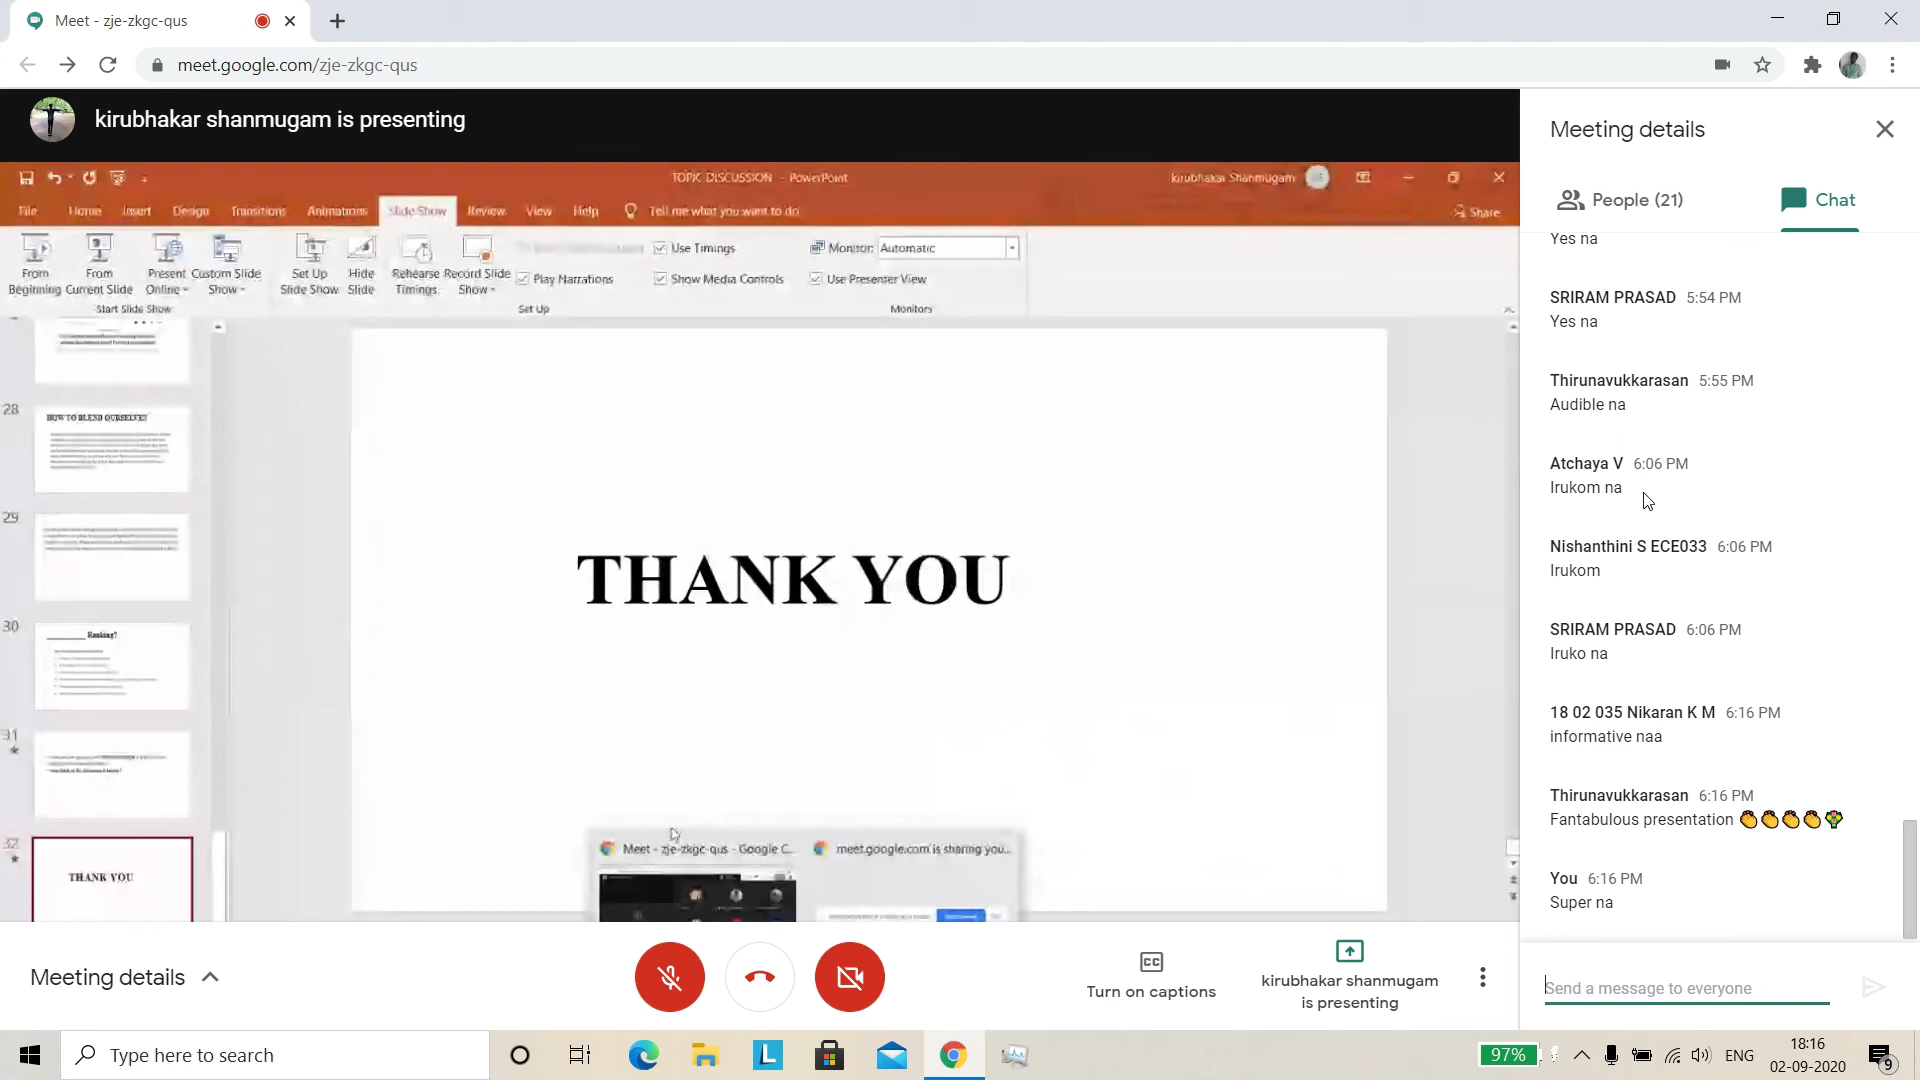 Meet - zje-zkgc-qus
meet.google.com/zje-zkgc-qus
kirubhakar shanmugam is presenting
TOPIC DISCUSSION - PowerPoint
kirubhakar Shanmugam
File Home Insert Design Transitions Animations Slide Show Review View Help Tell me what you want to do
Share
From Beginning
From Current Slide
Present Online
Custom Slide Show
Start Slide Show
Set Up Slide Show
Hide Slide
Rehearse Timings
Record Slide Show
Play Narrations
Use Timings
Show Media Controls
Set Up
Monitor: Automatic
Use Presenter View
Monitors
28
HOW TO BLEND OURSELVE?
29
30
Ranking?
31
32
THANK YOU
THANK YOU
Meet - zje-zkgc-qus - Google C...
meet.google.com is sharing you...
Meeting details
People (21)
Chat
Yes na
SRIRAM PRASAD 5:54 PM
Yes na
Thirunavukkarasan 5:55 PM
Audible na
Atchaya V 6:06 PM
Irukom na
Nishanthini S ECE033 6:06 PM
Irukom
SRIRAM PRASAD 6:06 PM
Iruko na
18 02 035 Nikaran K M 6:16 PM
informative naa
Thirunavukkarasan 6:16 PM
Fantabulous presentation 👏👏👏👏💐
You 6:16 PM
Super na
Send a message to everyone
Meeting details
Turn on captions
kirubhakar shanmugam
is presenting
Type here to search
97%
ENG
18:16
02-09-2020
9